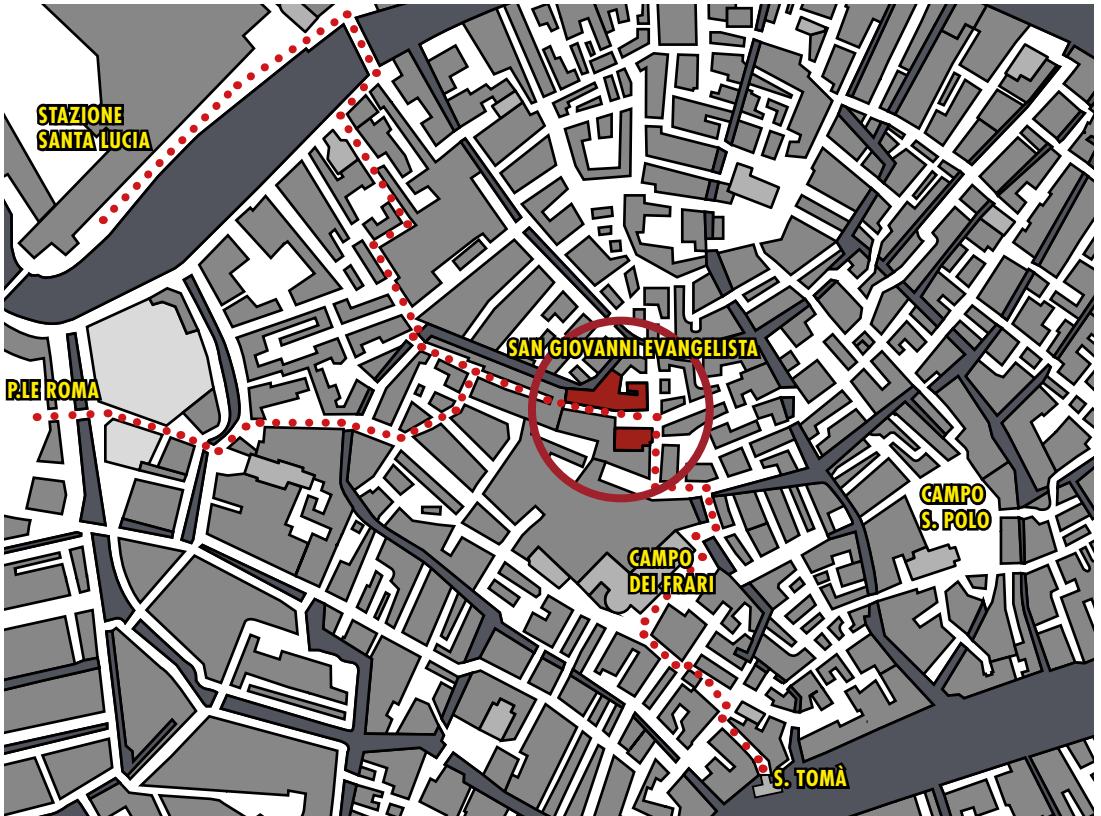 STAZIONE
SANTA LUCIA
SAN GIOVANNI EVANGELISTA
P.LE ROMA
CAMPO
S. POLO
CAMPO
DEI FRARI
S. TOMÀ